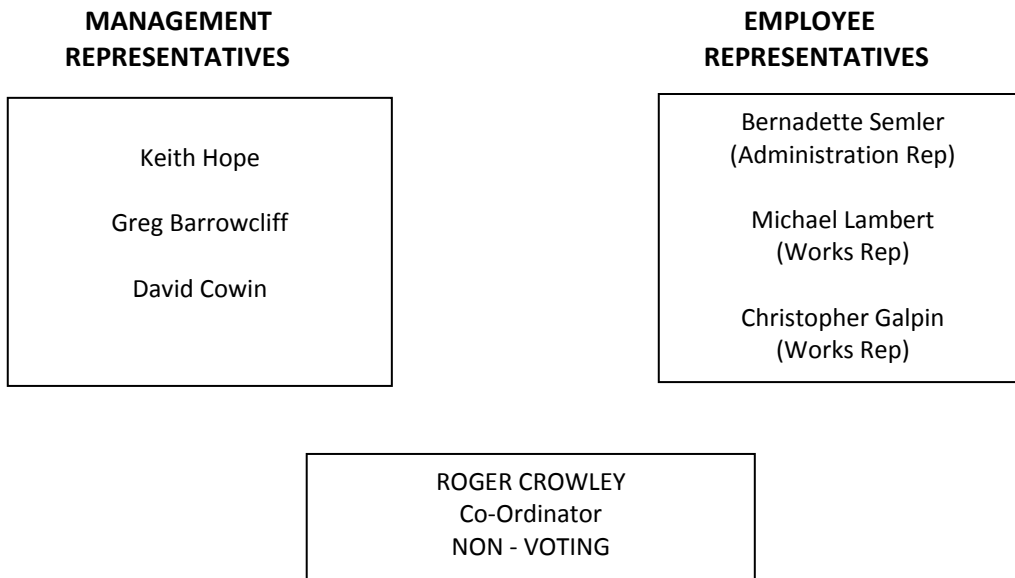 MANAGEMENT
REPRESENTATIVES
Keith Hope
Greg Barrowcliff
David Cowin
EMPLOYEE
REPRESENTATIVES
Bernadette Semler
(Administration Rep)
Michael Lambert
(Works Rep)
Christopher Galpin
(Works Rep)
ROGER CROWLEY
Co-Ordinator
NON - VOTING